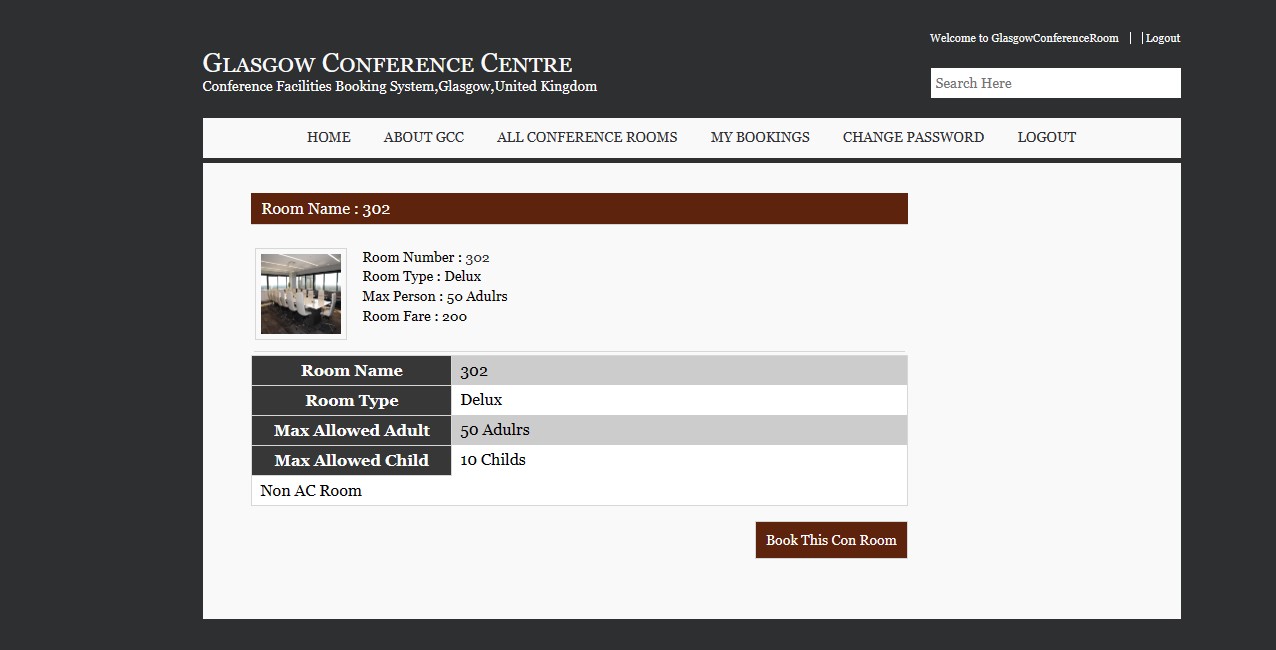 Welcome to GlasgowConferenceRoom | | Logout
Glasgow Conference Centre
Conference Facilities Booking System,Glasgow,United Kingdom
Search Here
HOME ABOUT GCC ALL CONFERENCE ROOMS MY BOOKINGS CHANGE PASSWORD LOGOUT
Room Name : 302
Room Number : 302
Room Type : Delux
Max Person : 50 Adulrs
Room Fare : 200
Room Name 302
Room Type Delux
Max Allowed Adult 50 Adulrs
Max Allowed Child 10 Childs
Non AC Room
Book This Con Room